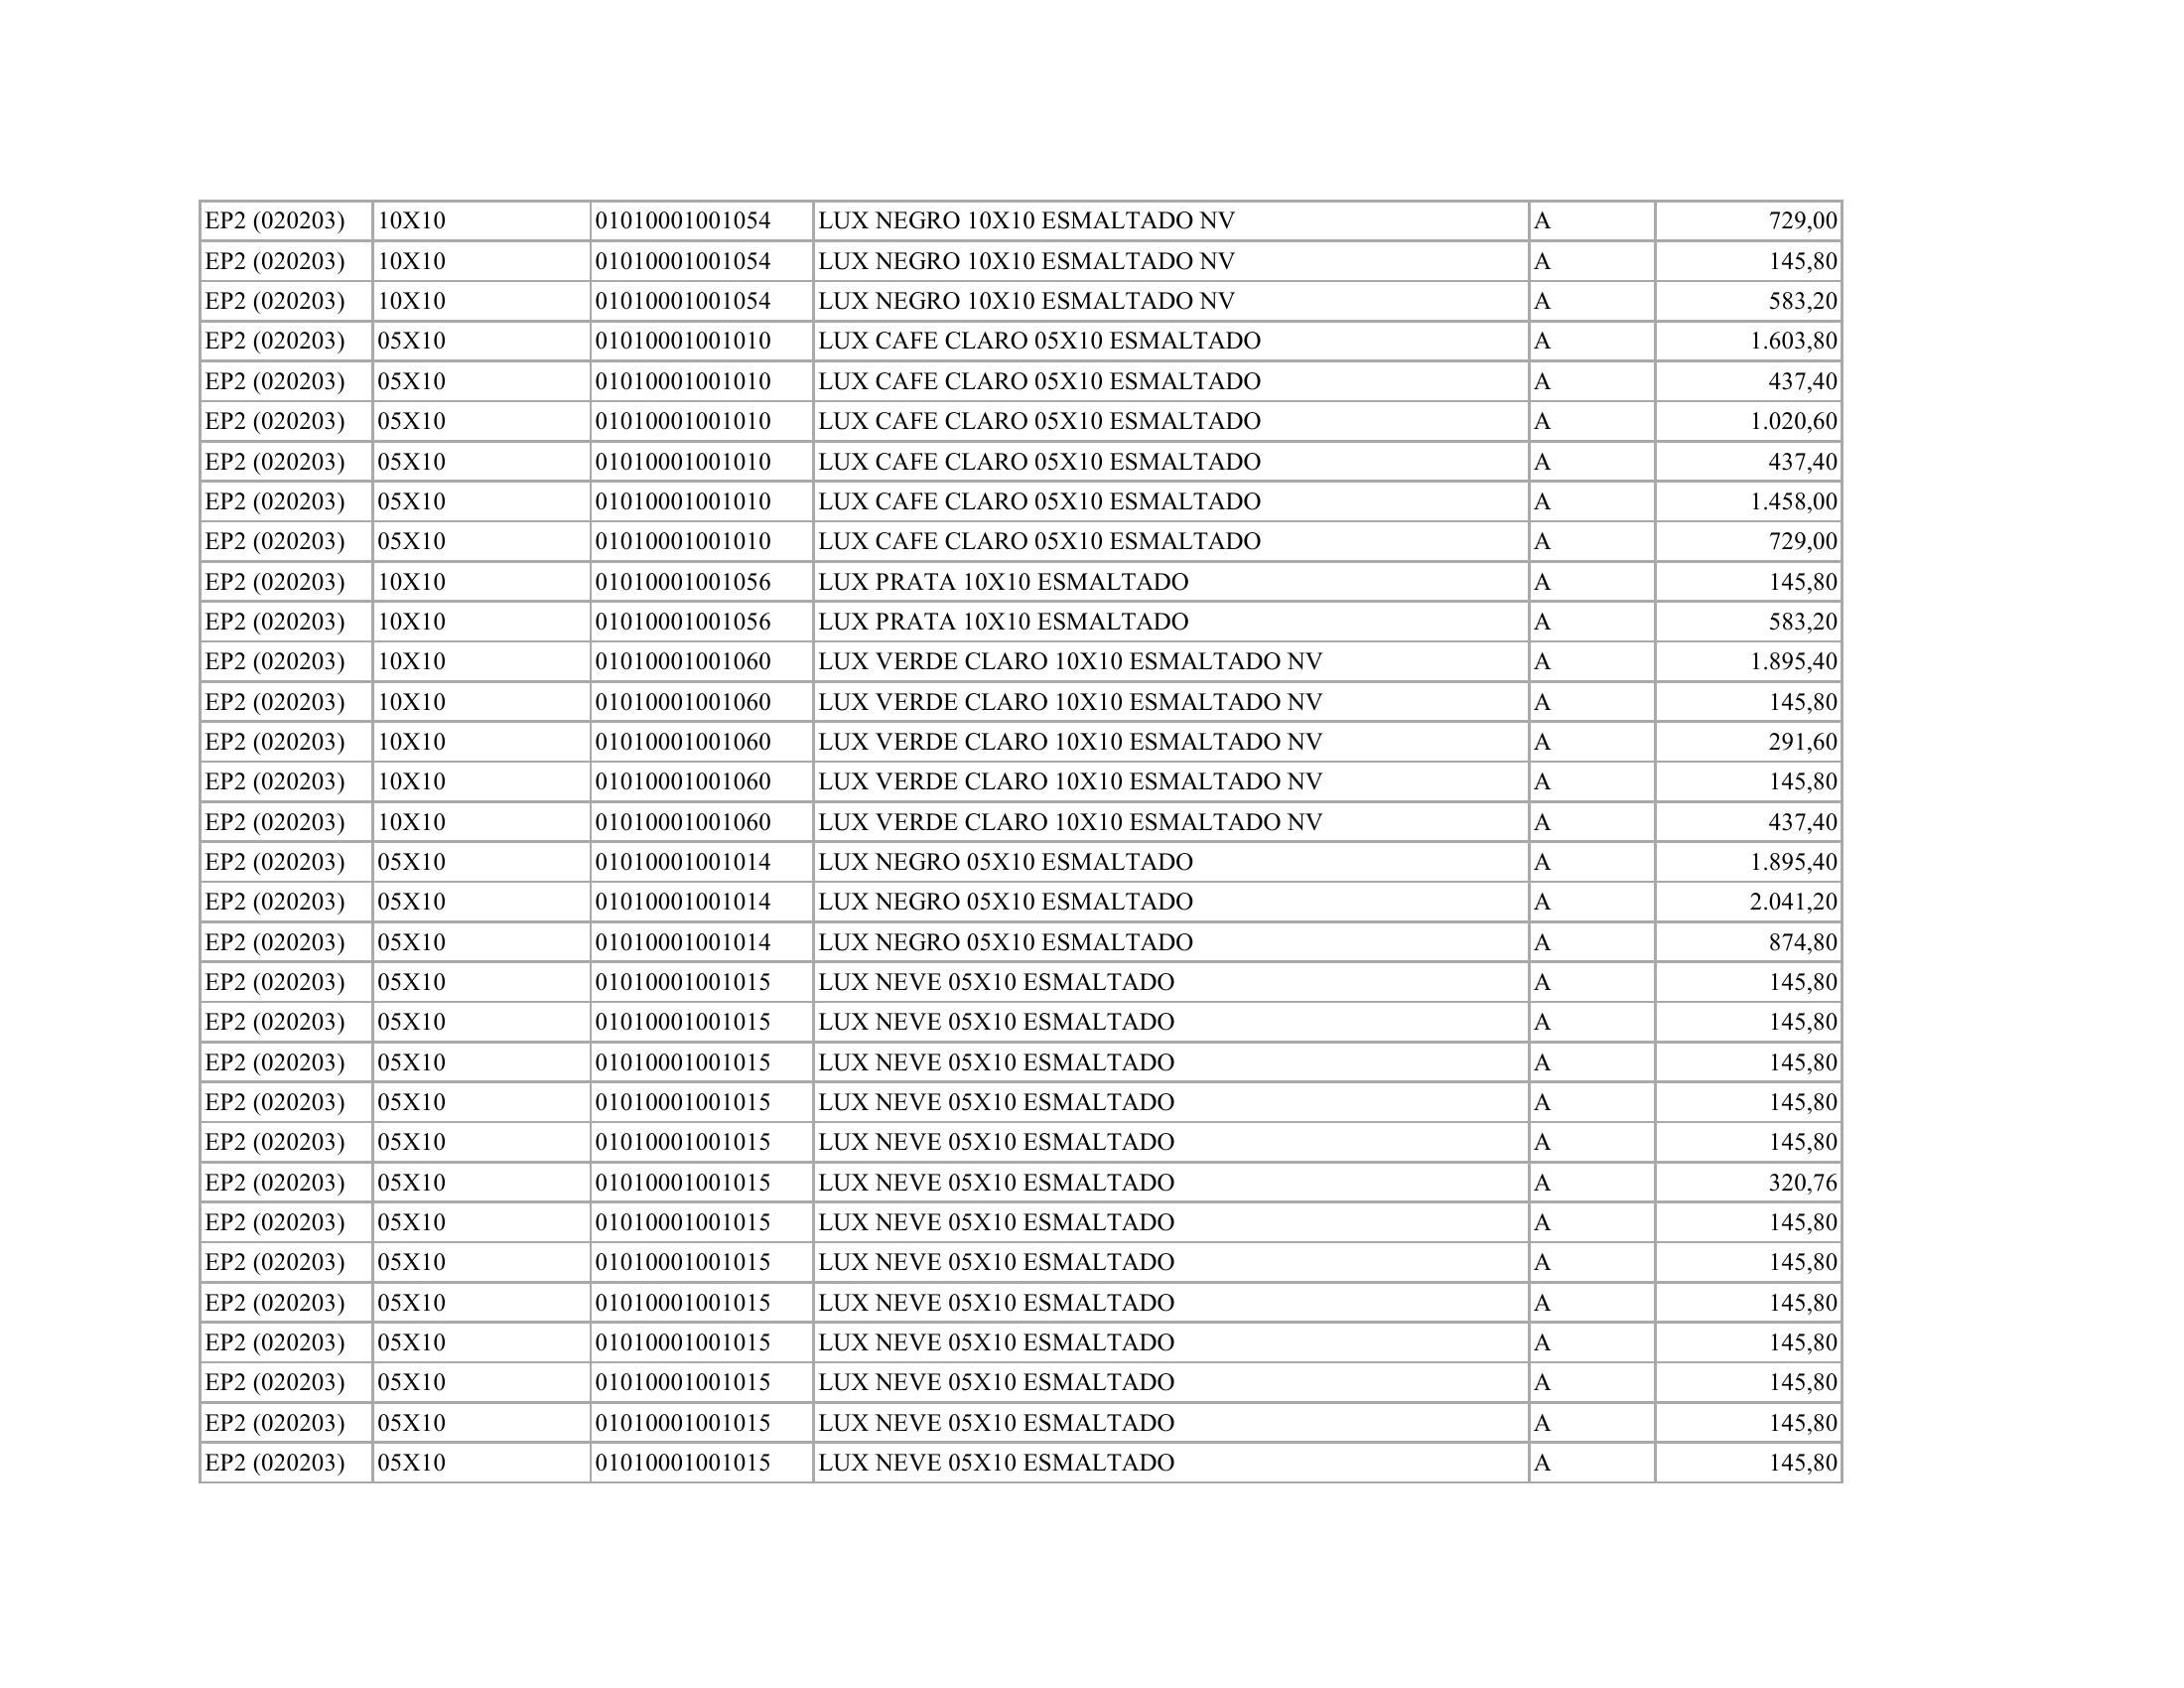 EP2 (020203) 10X10 01010001001054 LUX NEGRO 10X10 ESMALTADO NV A 729,00
EP2 (020203) 10X10 01010001001054 LUX NEGRO 10X10 ESMALTADO NV A 145,80
EP2 (020203) 10X10 01010001001054 LUX NEGRO 10X10 ESMALTADO NV A 583,20
EP2 (020203) 05X10 01010001001010 LUX CAFE CLARO 05X10 ESMALTADO A 1.603,80
EP2 (020203) 05X10 01010001001010 LUX CAFE CLARO 05X10 ESMALTADO A 437,40
EP2 (020203) 05X10 01010001001010 LUX CAFE CLARO 05X10 ESMALTADO A 1.020,60
EP2 (020203) 05X10 01010001001010 LUX CAFE CLARO 05X10 ESMALTADO A 437,40
EP2 (020203) 05X10 01010001001010 LUX CAFE CLARO 05X10 ESMALTADO A 1.458,00
EP2 (020203) 05X10 01010001001010 LUX CAFE CLARO 05X10 ESMALTADO A 729,00
EP2 (020203) 10X10 01010001001056 LUX PRATA 10X10 ESMALTADO A 145,80
EP2 (020203) 10X10 01010001001056 LUX PRATA 10X10 ESMALTADO A 583,20
EP2 (020203) 10X10 01010001001060 LUX VERDE CLARO 10X10 ESMALTADO NV A 1.895,40
EP2 (020203) 10X10 01010001001060 LUX VERDE CLARO 10X10 ESMALTADO NV A 145,80
EP2 (020203) 10X10 01010001001060 LUX VERDE CLARO 10X10 ESMALTADO NV A 291,60
EP2 (020203) 10X10 01010001001060 LUX VERDE CLARO 10X10 ESMALTADO NV A 145,80
EP2 (020203) 10X10 01010001001060 LUX VERDE CLARO 10X10 ESMALTADO NV A 437,40
EP2 (020203) 05X10 01010001001014 LUX NEGRO 05X10 ESMALTADO A 1.895,40
EP2 (020203) 05X10 01010001001014 LUX NEGRO 05X10 ESMALTADO A 2.041,20
EP2 (020203) 05X10 01010001001014 LUX NEGRO 05X10 ESMALTADO A 874,80
EP2 (020203) 05X10 01010001001015 LUX NEVE 05X10 ESMALTADO A 145,80
EP2 (020203) 05X10 01010001001015 LUX NEVE 05X10 ESMALTADO A 145,80
EP2 (020203) 05X10 01010001001015 LUX NEVE 05X10 ESMALTADO A 145,80
EP2 (020203) 05X10 01010001001015 LUX NEVE 05X10 ESMALTADO A 145,80
EP2 (020203) 05X10 01010001001015 LUX NEVE 05X10 ESMALTADO A 145,80
EP2 (020203) 05X10 01010001001015 LUX NEVE 05X10 ESMALTADO A 320,76
EP2 (020203) 05X10 01010001001015 LUX NEVE 05X10 ESMALTADO A 145,80
EP2 (020203) 05X10 01010001001015 LUX NEVE 05X10 ESMALTADO A 145,80
EP2 (020203) 05X10 01010001001015 LUX NEVE 05X10 ESMALTADO A 145,80
EP2 (020203) 05X10 01010001001015 LUX NEVE 05X10 ESMALTADO A 145,80
EP2 (020203) 05X10 01010001001015 LUX NEVE 05X10 ESMALTADO A 145,80
EP2 (020203) 05X10 01010001001015 LUX NEVE 05X10 ESMALTADO A 145,80
EP2 (020203) 05X10 01010001001015 LUX NEVE 05X10 ESMALTADO A 145,80